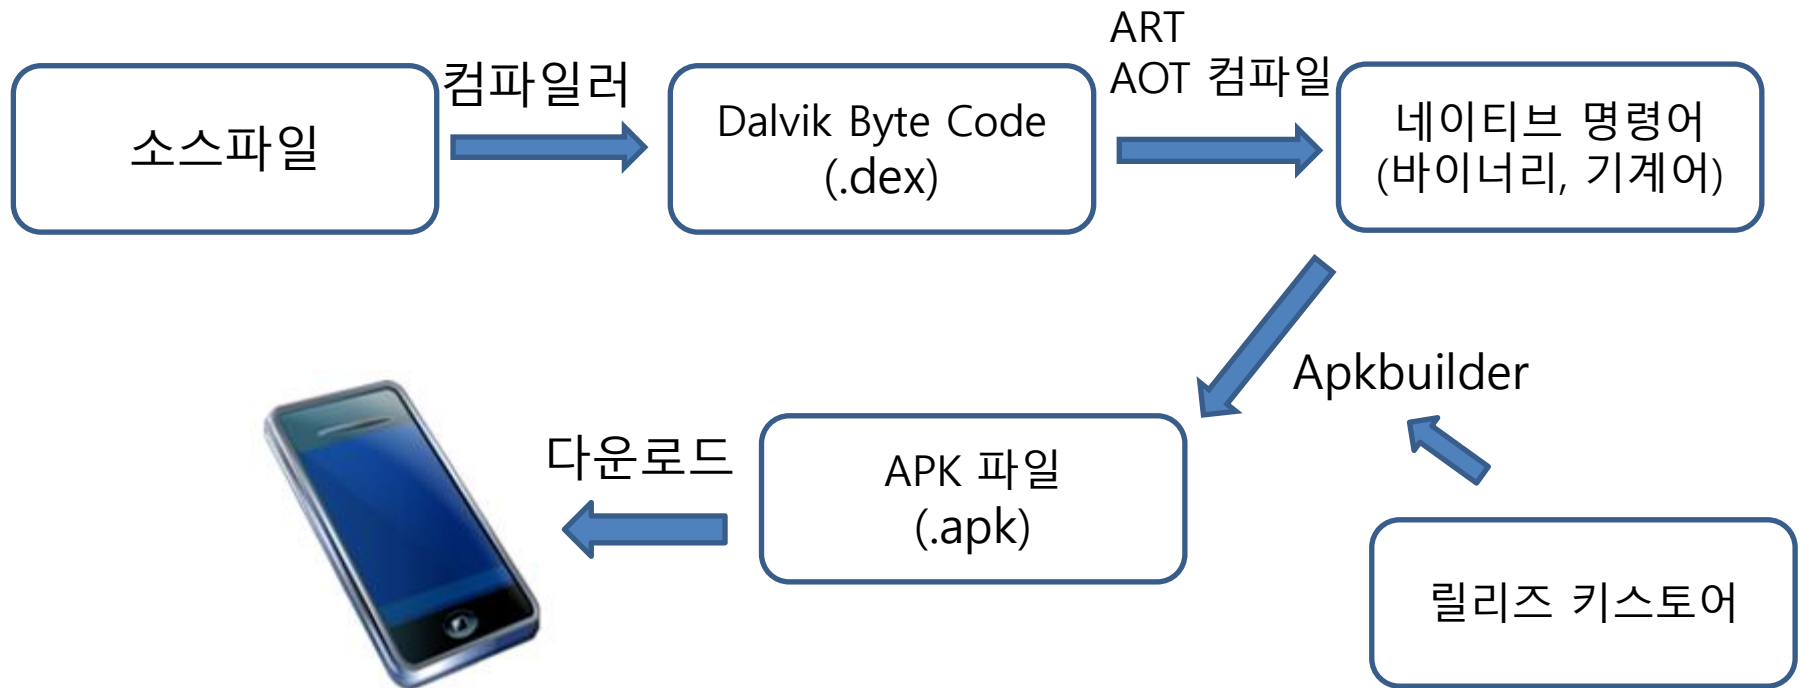 소스파일
컴파일러
Dalvik Byte Code
(.dex)
ART
AOT 컴파일
네이티브 명령어
(바이너리, 기계어)
Apkbuilder
다운로드
APK 파일
(.apk)
릴리즈 키스토어